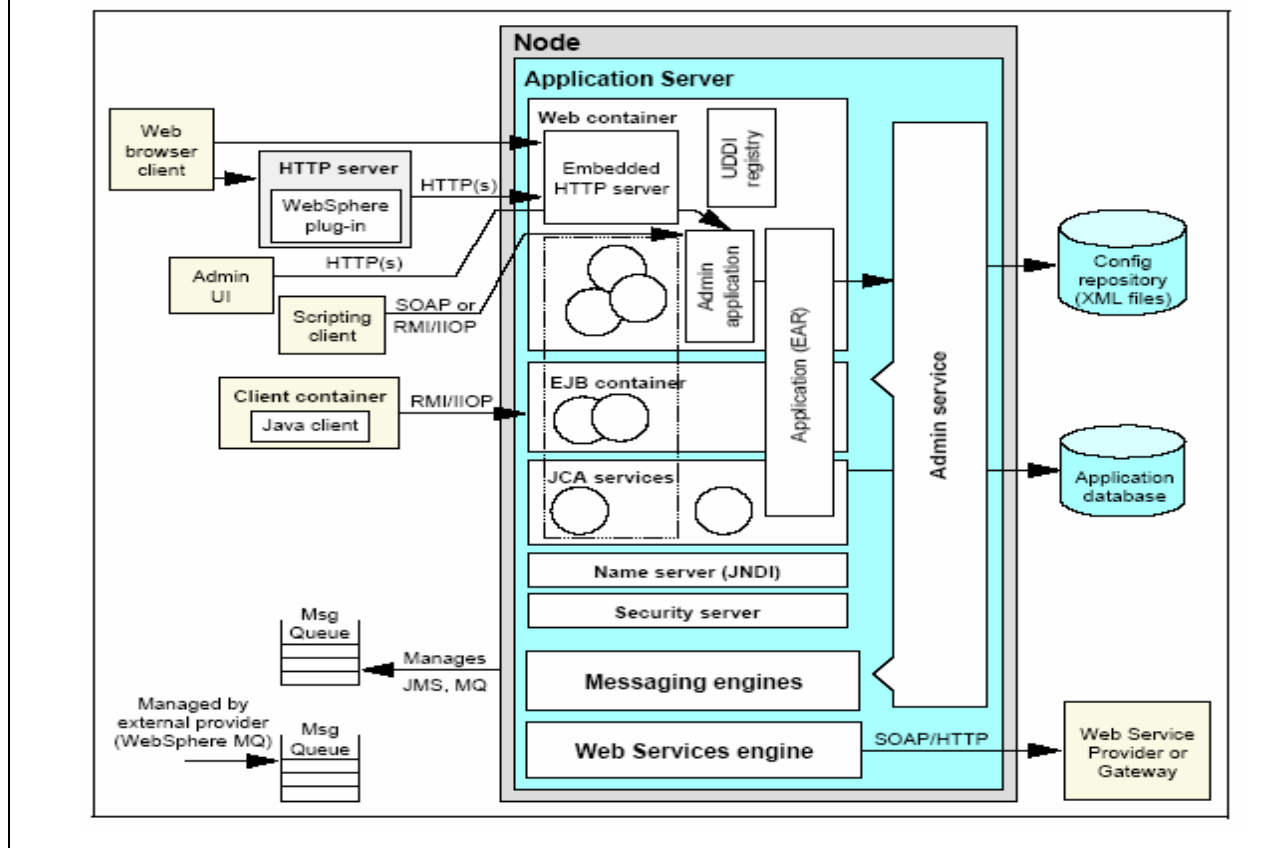 Node
Application Server
Web container
Web
browser
client
HTTP server
WebSphere
plug-in
HTTP(s)
Embedded
HTTP server
UDDI
registry
Admin
UI
HTTP(s)
Scripting
client
SOAP or
RMI/IIOP
Admin
application
Application (EAR)
Admin service
Config
repository
(XML files)
Client container
Java client
RMI/IIOP
EJB container
JCA services
Application
database
Name server (JNDI)
Security server
Msg
Queue
Manages
JMS, MQ
Messaging engines
Managed by
external provider
(WebSphere MQ)
Msg
Queue
Web Services engine
SOAP/HTTP
Web Service
Provider or
Gateway